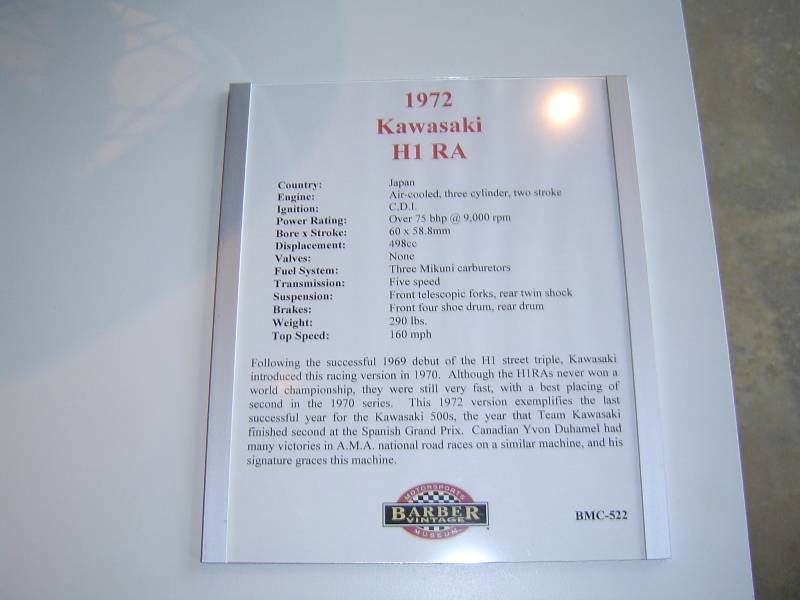 1972
Kawasaki
H1 RA
Country: Japan
Engine: Air-cooled, three cylinder, two stroke
Ignition: C.D.I.
Power Rating: Over 75 bhp @ 9,000 rpm
Bore x Stroke: 60 x 58.8mm
Displacement: 498cc
Valves: None
Fuel System: Three Mikuni carburetors
Transmission: Five speed
Suspension: Front telescopic forks, rear twin shock
Brakes: Front four shoe drum, rear drum
Weight: 290 lbs.
Top Speed: 160 mph
Following the successful 1969 debut of the H1 street triple, Kawasaki
introduced this racing version in 1970. Although the H1RAs never won a
world championship, they were still very fast, with a best placing of
second in the 1970 series. This 1972 version exemplifies the last
successful year for the Kawasaki 500s, the year that Team Kawasaki
finished second at the Spanish Grand Prix. Canadian Yvon Duhamel had
many victories in A.M.A. national road races on a similar machine, and his
signature graces this machine.
MOTORSPORTS
BARBER
VINTAGE
MUSEUM
BMC-522